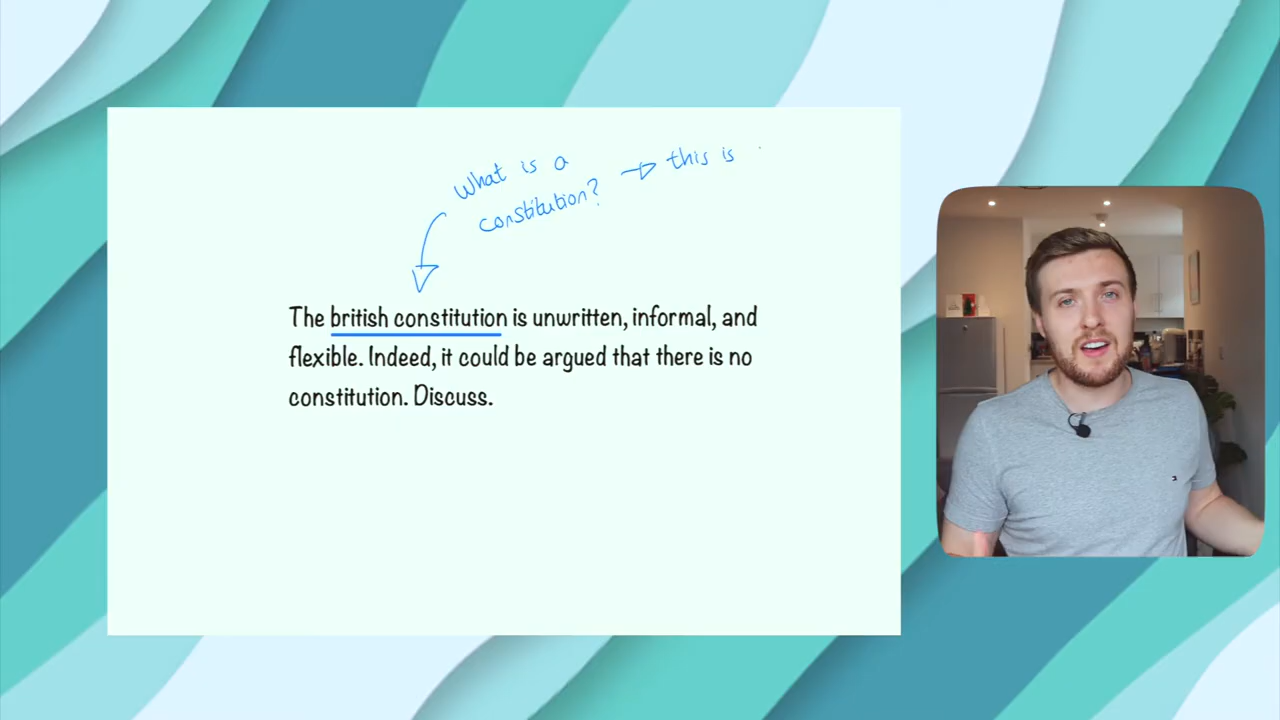 What is a
constitution? → this is
The british constitution is unwritten, informal, and
flexible. Indeed, it could be argued that there is no
constitution. Discuss.